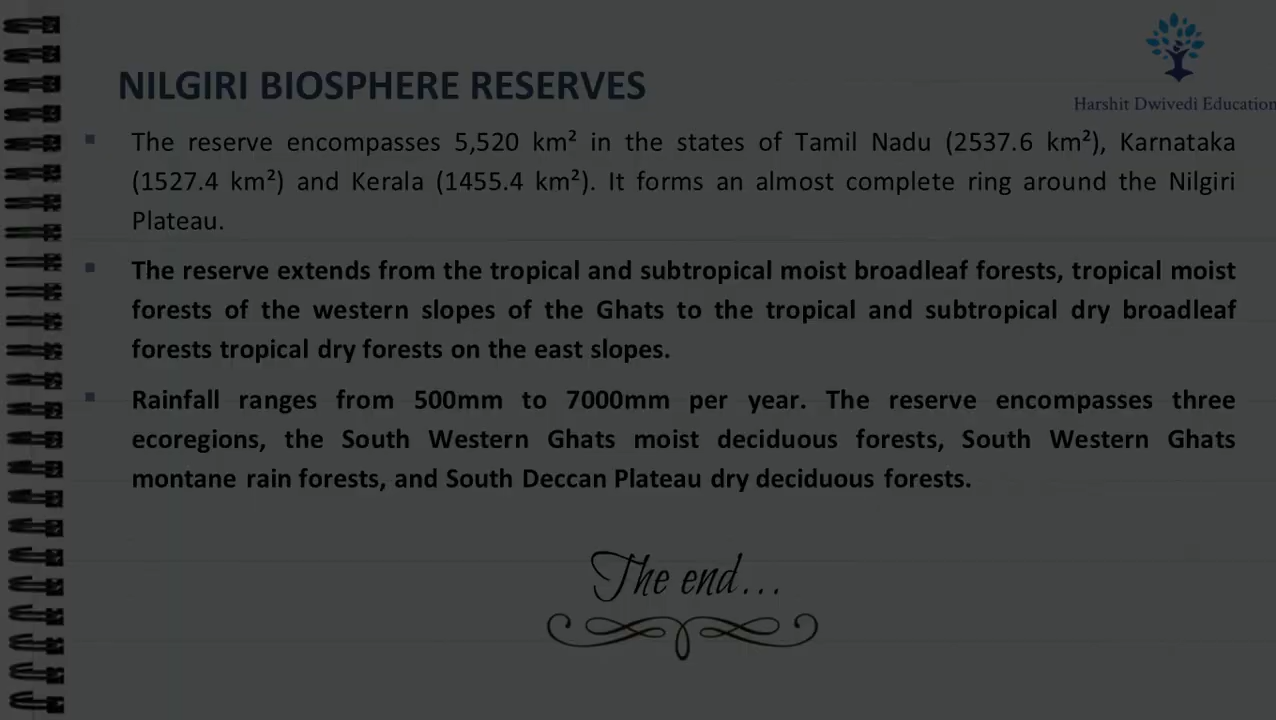 NILGIRI BIOSPHERE RESERVES
Harshit Dwivedi Education
▪ The reserve encompasses 5,520 km² in the states of Tamil Nadu (2537.6 km²), Karnataka
(1527.4 km²) and Kerala (1455.4 km²). It forms an almost complete ring around the Nilgiri
Plateau.
▪ The reserve extends from the tropical and subtropical moist broadleaf forests, tropical moist
forests of the western slopes of the Ghats to the tropical and subtropical dry broadleaf
forests tropical dry forests on the east slopes.
▪ Rainfall ranges from 500mm to 7000mm per year. The reserve encompasses three
ecoregions, the South Western Ghats moist deciduous forests, South Western Ghats
montane rain forests, and South Deccan Plateau dry deciduous forests.
The end...